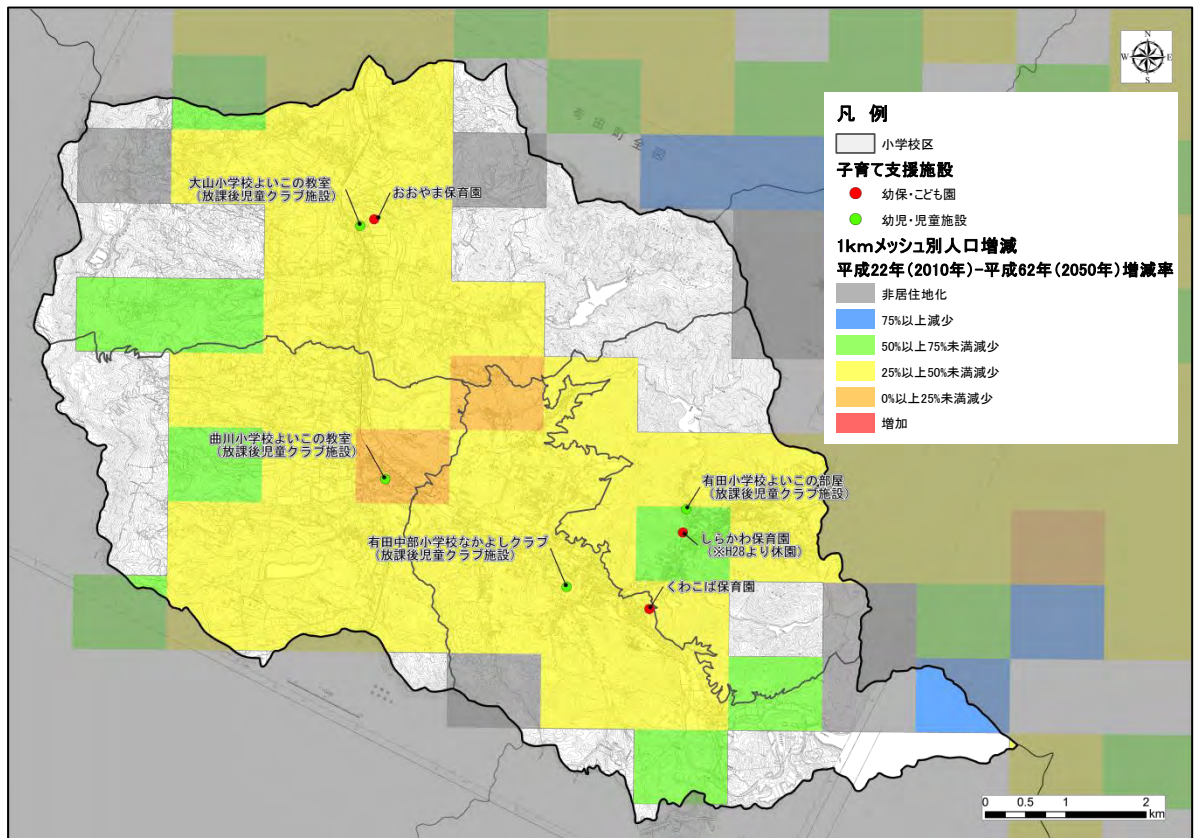 N
W
E
S
有田町全図
凡 例
小学校区
子育て支援施設
幼保・こども園
幼児・児童施設
1kmメッシュ別人口増減
平成22年(2010年)-平成62年(2050年)増減率
非居住地化
75%以上減少
50%以上75%未満減少
25%以上50%未満減少
0%以上25%未満減少
増加
大山小学校よいこの教室
(放課後児童クラブ施設)
おおやま保育園
曲川小学校よいこの教室
(放課後児童クラブ施設)
有田小学校よいこの部屋
(放課後児童クラブ施設)
しらかわ保育園
(※H28より休園)
有田中部小学校なかよしクラブ
(放課後児童クラブ施設)
くわこば保育園
0 0.5 1 2
km